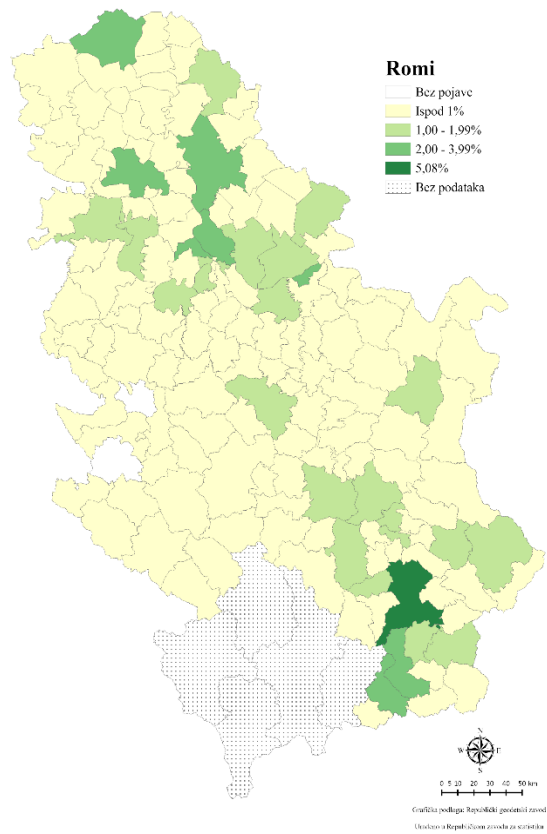 Romi
Bez pojave
Ispod 1%
1,00 - 1,99%
2,00 - 3,99%
5,08%
Bez podataka
N
W E
S
0 5 10 20 30 40 50 km
Grafička podloga: Republički geodetski zavod
Urađeno u Republičkom zavodu za statistiku